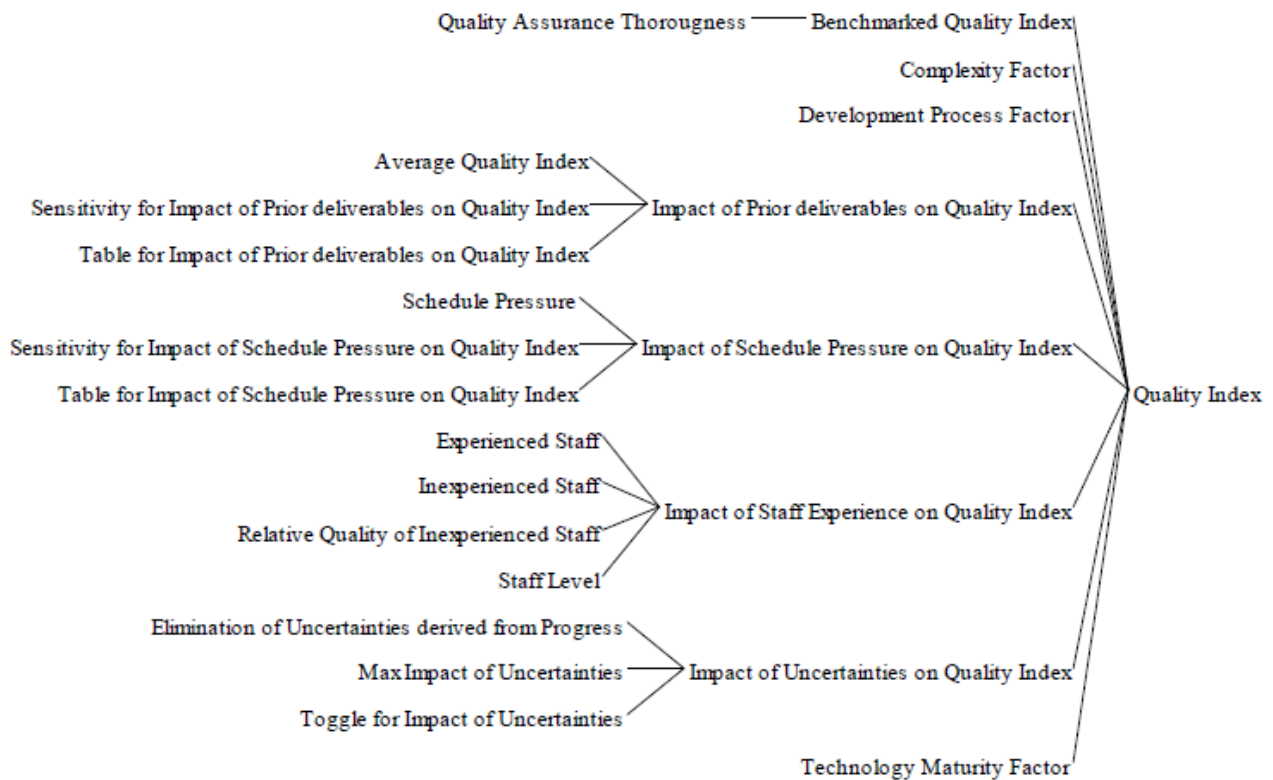 Quality Assurance Thorougness
Benchmarked Quality Index
Complexity Factor
Development Process Factor
Average Quality Index
Sensitivity for Impact of Prior deliverables on Quality Index
Impact of Prior deliverables on Quality Index
Table for Impact of Prior deliverables on Quality Index
Schedule Pressure
Sensitivity for Impact of Schedule Pressure on Quality Index
Impact of Schedule Pressure on Quality Index
Table for Impact of Schedule Pressure on Quality Index
Quality Index
Experienced Staff
Inexperienced Staff
Impact of Staff Experience on Quality Index
Relative Quality of Inexperienced Staff
Staff Level
Elimination of Uncertainties derived from Progress
Max Impact of Uncertainties
Impact of Uncertainties on Quality Index
Toggle for Impact of Uncertainties
Technology Maturity Factor